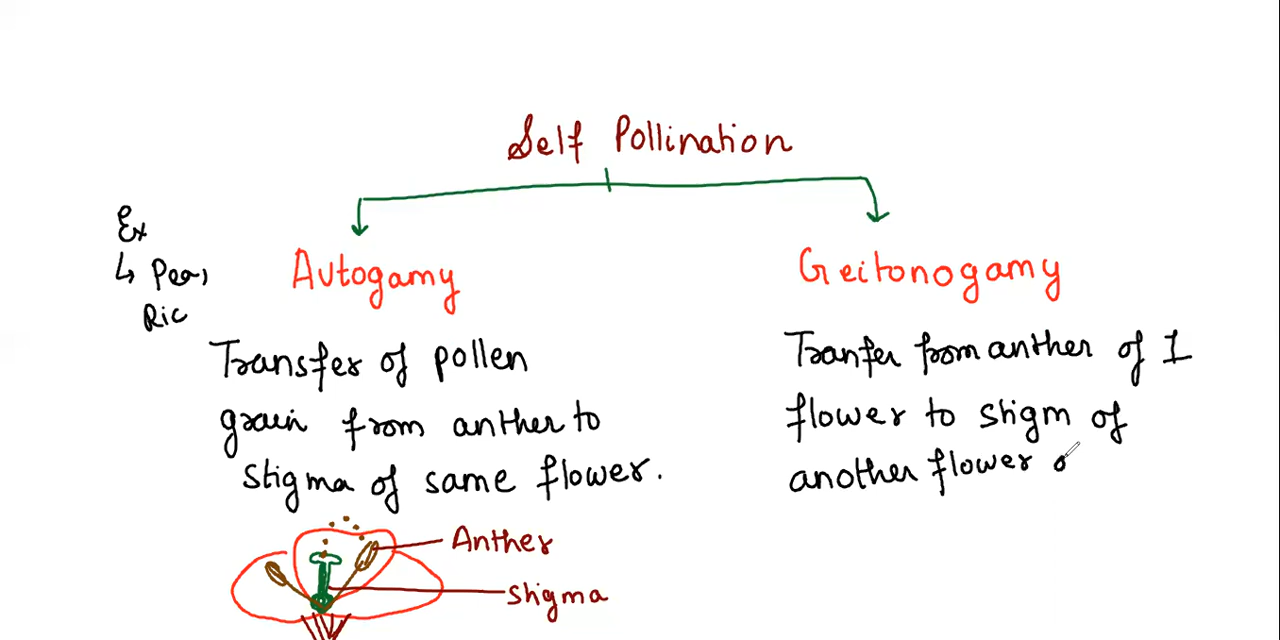 Self Pollination
Ex
↳ Pea,
Ric
Autogamy
Transfer of pollen
grain from anther to
stigma of same flower.
Anther
stigma
Geitonogamy
Tranfer from anther of 1
flower to stigm of
another flower o